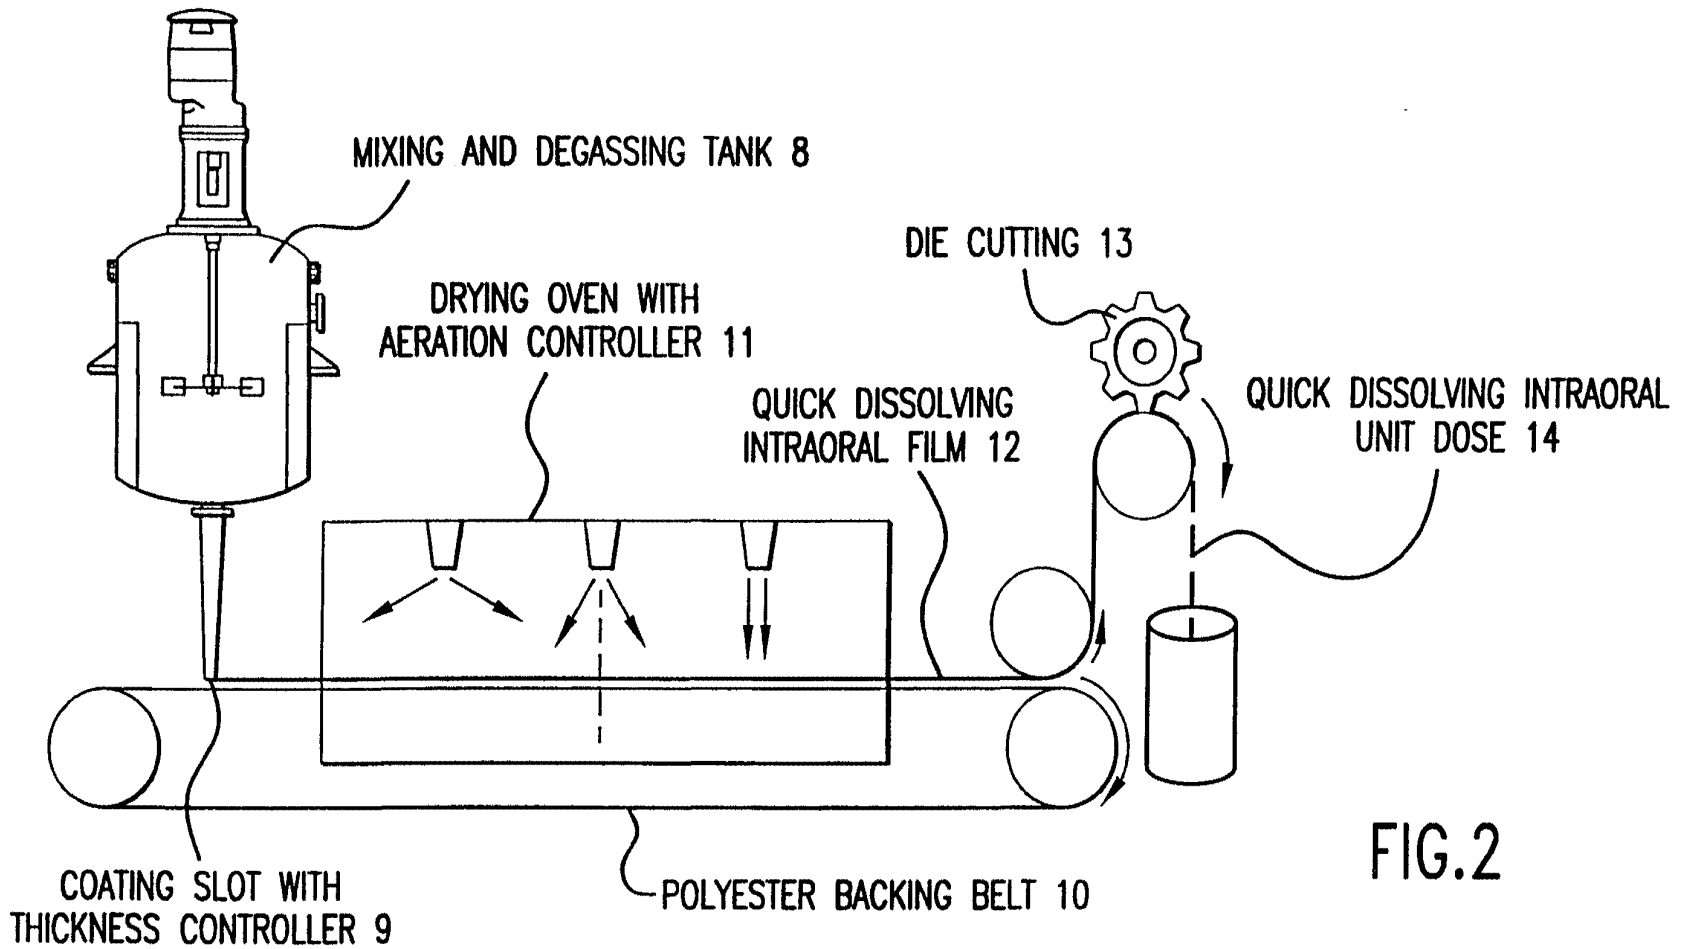 MIXING AND DEGASSING TANK 8
DIE CUTTING 13
DRYING OVEN WITH
AERATION CONTROLLER 11
QUICK DISSOLVING
INTRAORAL FILM 12
QUICK DISSOLVING INTRAORAL
UNIT DOSE 14
COATING SLOT WITH
THICKNESS CONTROLLER 9
POLYESTER BACKING BELT 10
FIG.2